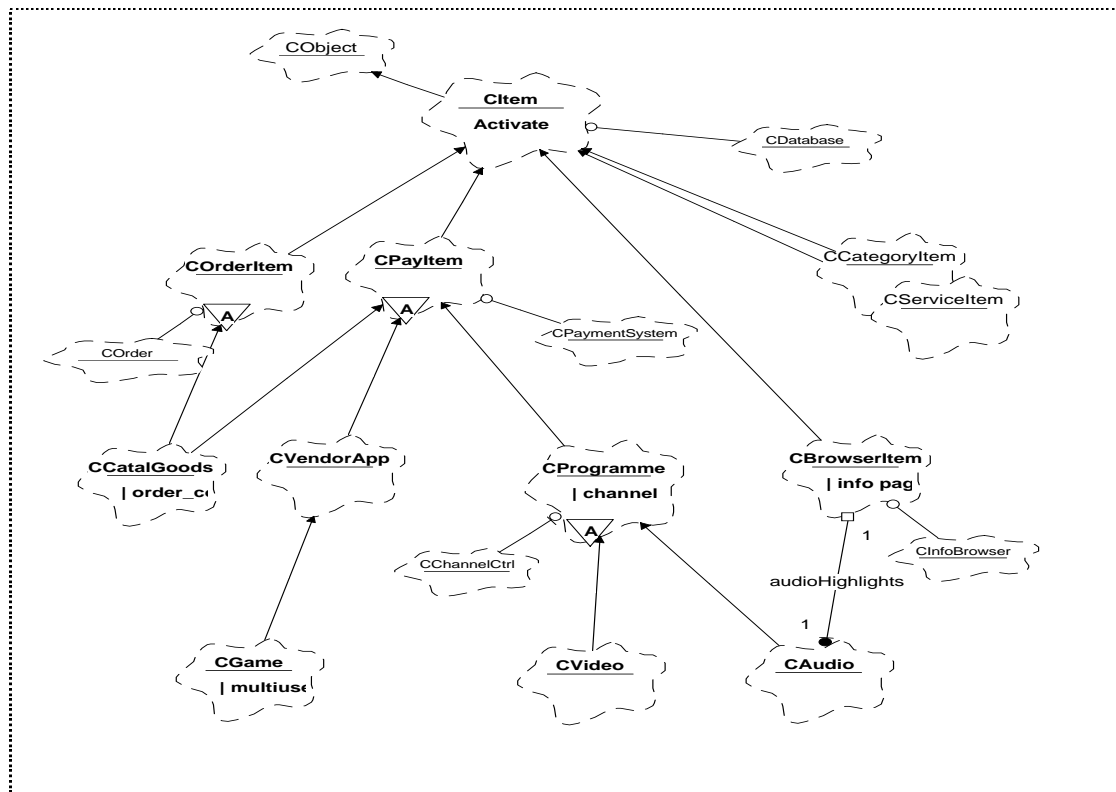 CObject
CItem
Activate
CDatabase
COrderItem
A
CPayItem
A
CCategoryItem
CServiceItem
COrder
CPaymentSystem
CCatalGoods
| order_co
CVendorApp
CProgramme
| channel
A
CBrowserItem
| info pag
1
CChannelCtrl
CInfoBrowser
audioHighlights
1
CGame
| multiuse
CVideo
CAudio